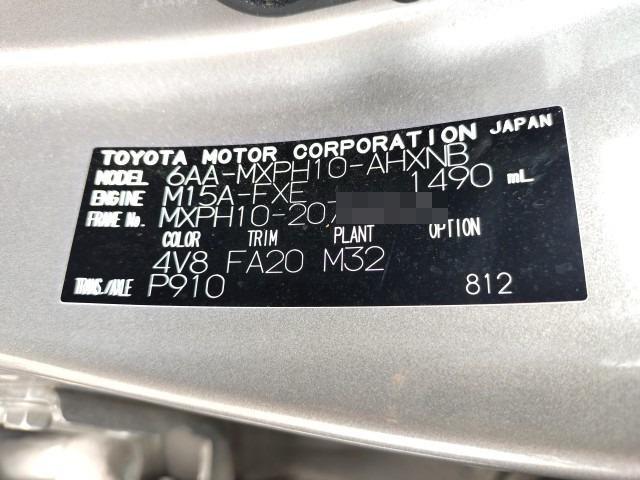 TOYOTA MOTOR CORPORATION JAPAN
MODEL 6AA-MXPH10-AHXNB
ENGINE M15A-FXE 1490 mL
FRAME No. MXPH10-207
COLOR TRIM PLANT OPTION
4V8 FA20 M32
TRANS./AXLE P910 812